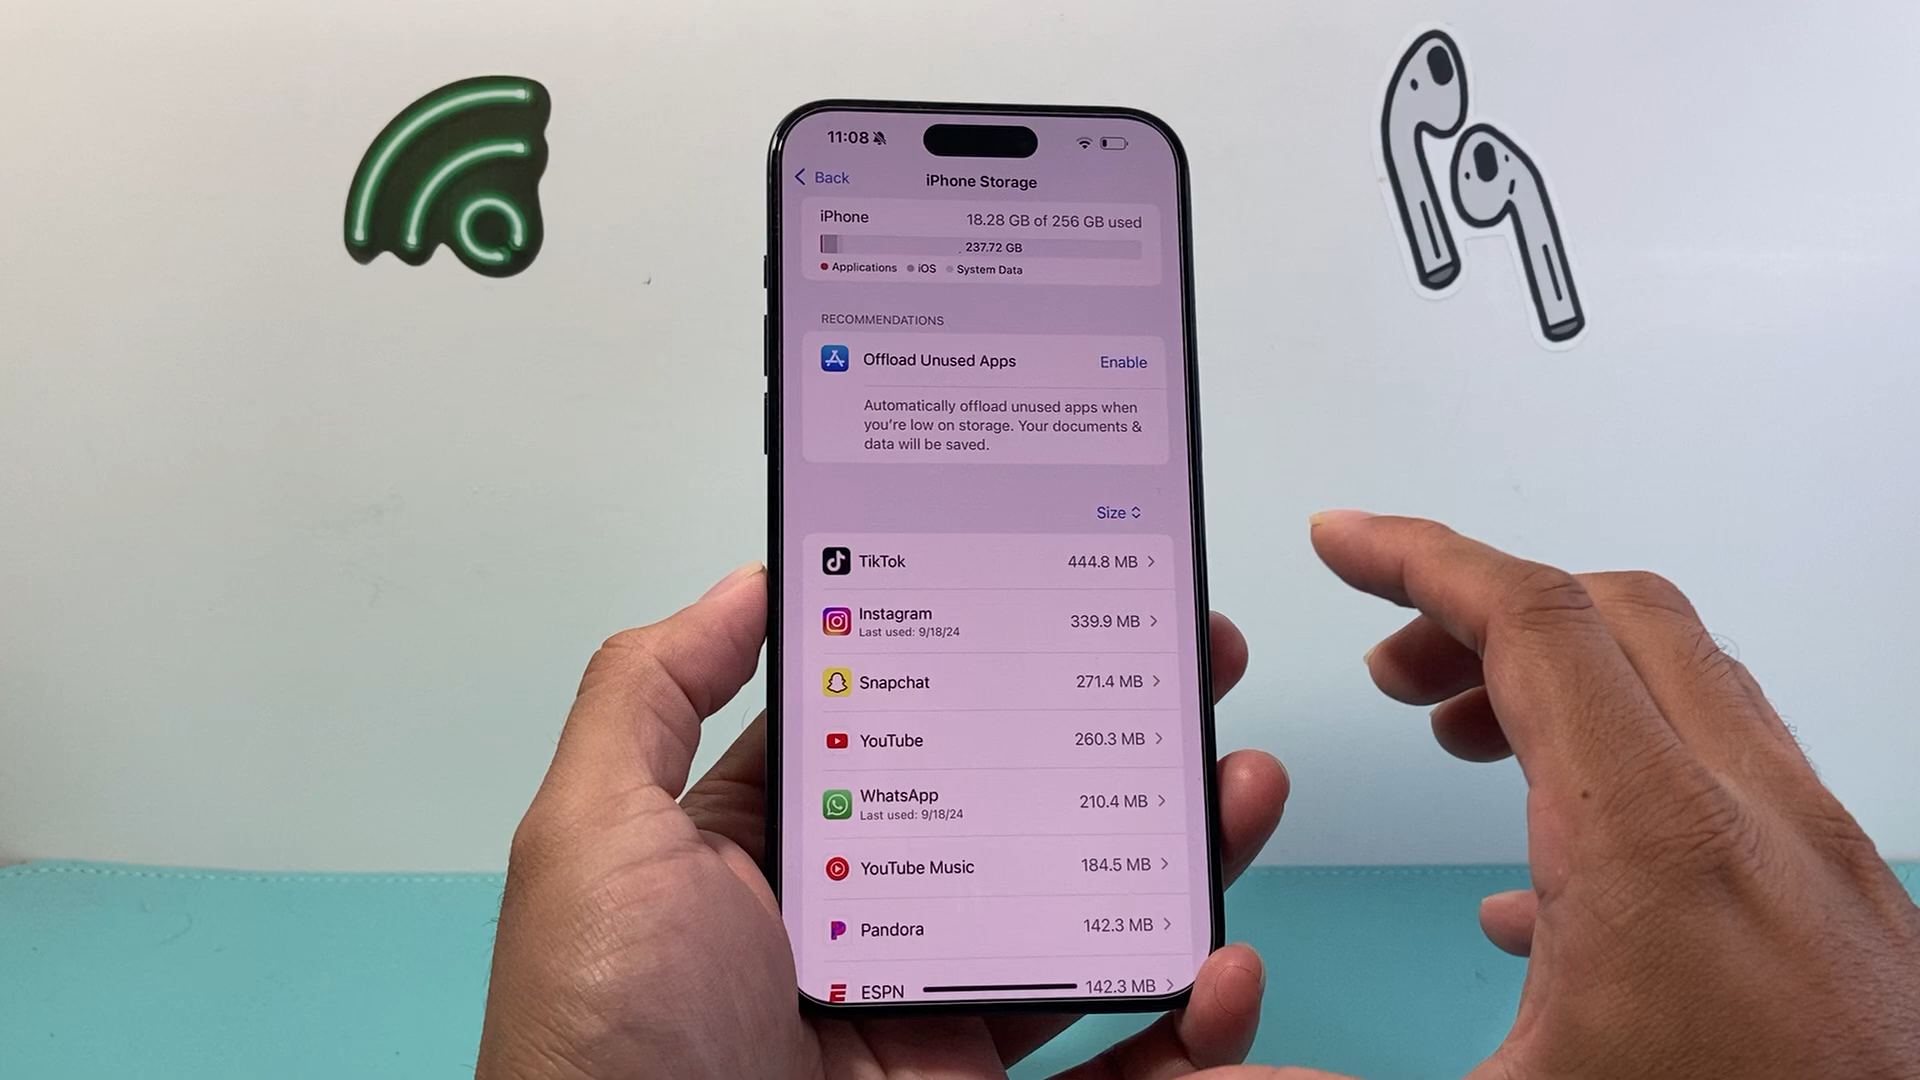 11:08
Back
iPhone Storage
iPhone
18.28 GB of 256 GB used
237.72 GB
Applications iOS System Data
RECOMMENDATIONS
Offload Unused Apps
Enable
Automatically offload unused apps when
you're low on storage. Your documents &
data will be saved.
Size
TikTok
444.8 MB
Instagram
Last used: 9/18/24
339.9 MB
Snapchat
271.4 MB
YouTube
260.3 MB
WhatsApp
Last used: 9/18/24
210.4 MB
YouTube Music
184.5 MB
Pandora
142.3 MB
ESPN
142.3 MB